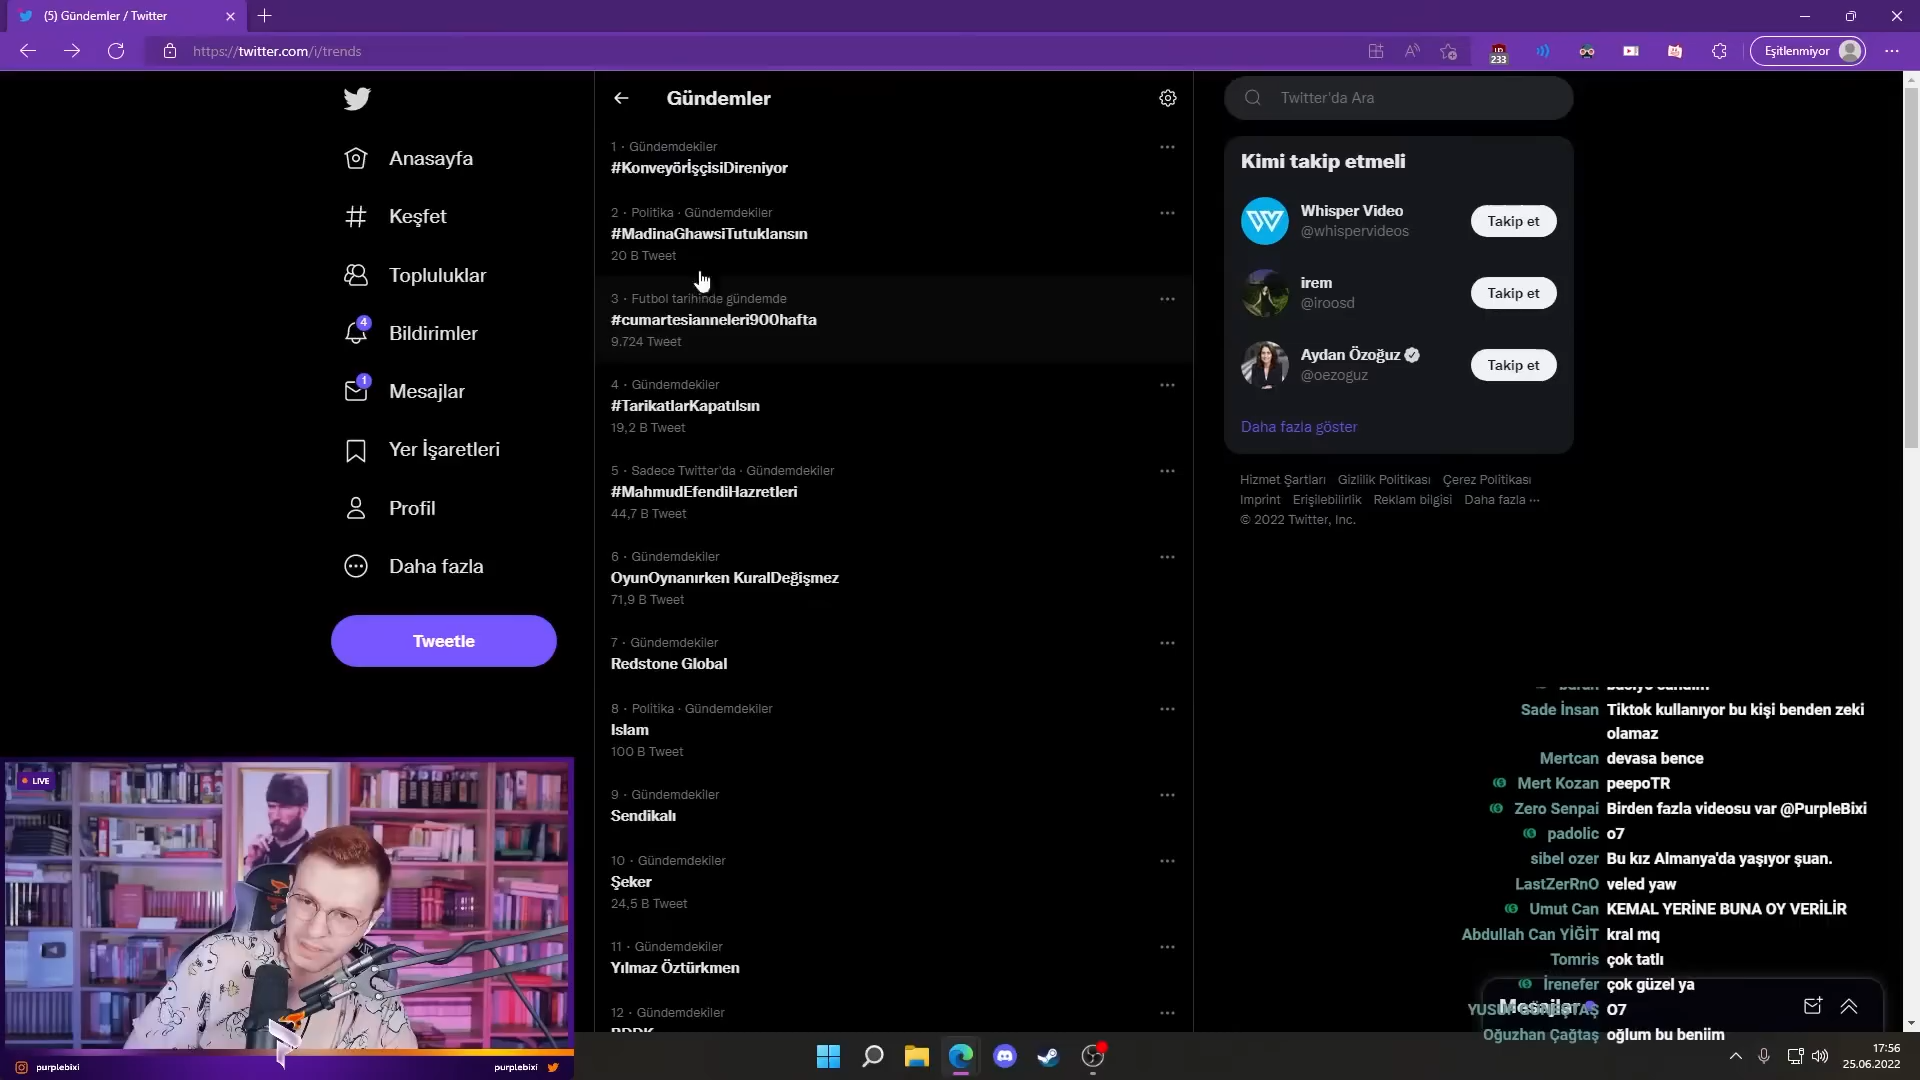 (5) Gündemler / Twitter
https://twitter.com/i/trends
233
Eşitlenmiyor
Anasayfa
Keşfet
Topluluklar
4
Bildirimler
1
Mesajlar
Yer İşaretleri
Profil
Daha fazla
Tweetle
Gündemler
1 · Gündemdekiler
#KonveyörİşçisiDireniyor
2 · Politika · Gündemdekiler
#MadinaGhawsiTutuklansın
20 B Tweet
3 · Futbol tarihinde gündemde
#cumartesianneleri900hafta
9.724 Tweet
4 · Gündemdekiler
#TarikatlarKapatılsın
19,2 B Tweet
5 · Sadece Twitter'da · Gündemdekiler
#MahmudEfendiHazretleri
44,7 B Tweet
6 · Gündemdekiler
OyunOynanırken KuralDeğişmez
71,9 B Tweet
7 · Gündemdekiler
Redstone Global
8 · Politika · Gündemdekiler
Islam
100 B Tweet
9 · Gündemdekiler
Sendikalı
10 · Gündemdekiler
Şeker
24,5 B Tweet
11 · Gündemdekiler
Yılmaz Öztürkmen
12 · Gündemdekiler
Twitter'da Ara
Kimi takip etmeli
Whisper Video
@whispervideos
Takip et
irem
@iroosd
Takip et
Aydan Özoğuz
@oezoguz
Takip et
Daha fazla göster
Hizmet Şartları Gizlilik Politikası Çerez Politikası
Imprint Erişilebilirlik Reklam bilgisi Daha fazla ···
© 2022 Twitter, Inc.
Sade İnsan Tiktok kullanıyor bu kişi benden zeki
olamaz
Mertcan devasa bence
Mert Kozan peepoTR
Zero Senpai Birden fazla videosu var @PurpleBixi
padolic o7
sibel ozer Bu kız Almanya'da yaşıyor şuan.
LastZerRnO veled yaw
Umut Can KEMAL YERİNE BUNA OY VERİLİR
Abdullah Can YİĞİT kral mq
Tomris çok tatlı
İrenefer çok güzel ya
Mesajlar
YUSUF O7
Oğuzhan Çağtaş oğlum bu beniim
LIVE
purplebixi
purplebixi
17:56
25.06.2022